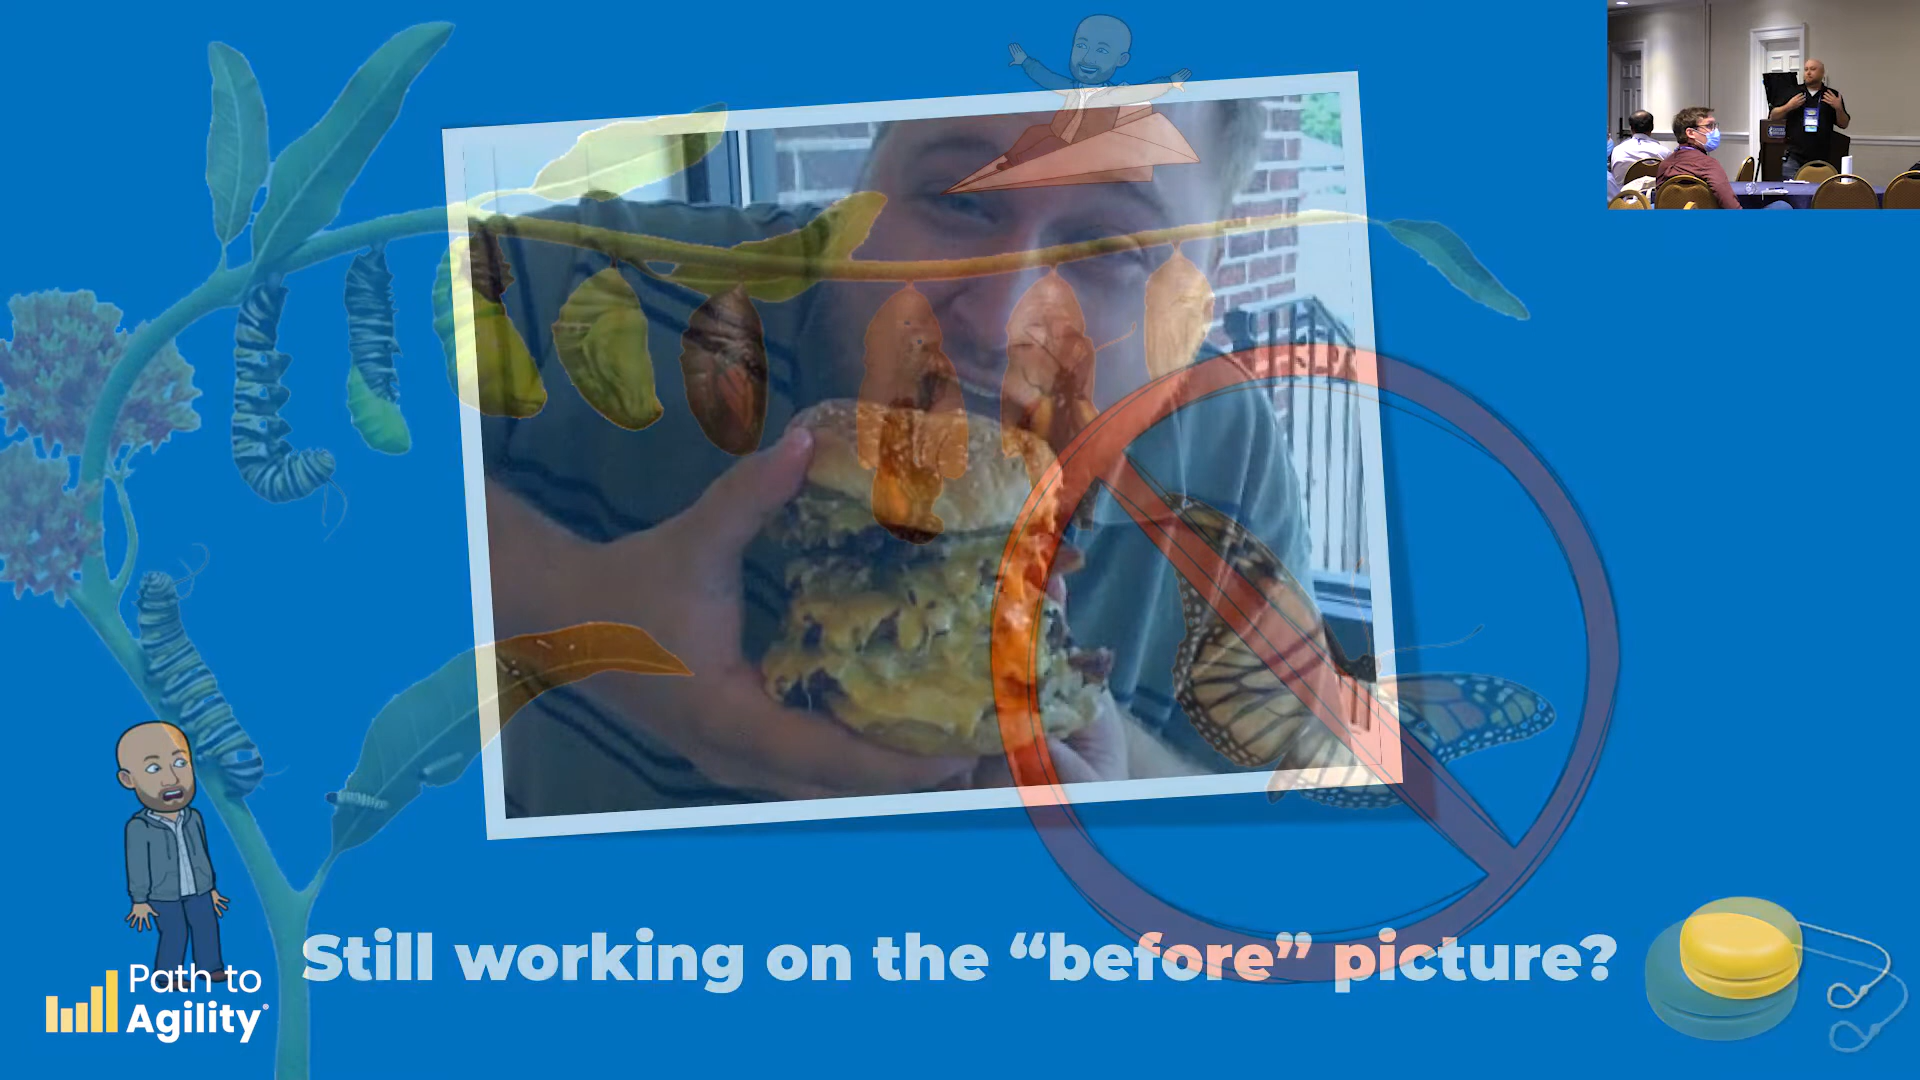 Still working on the “before” picture?
Path to
Agility®